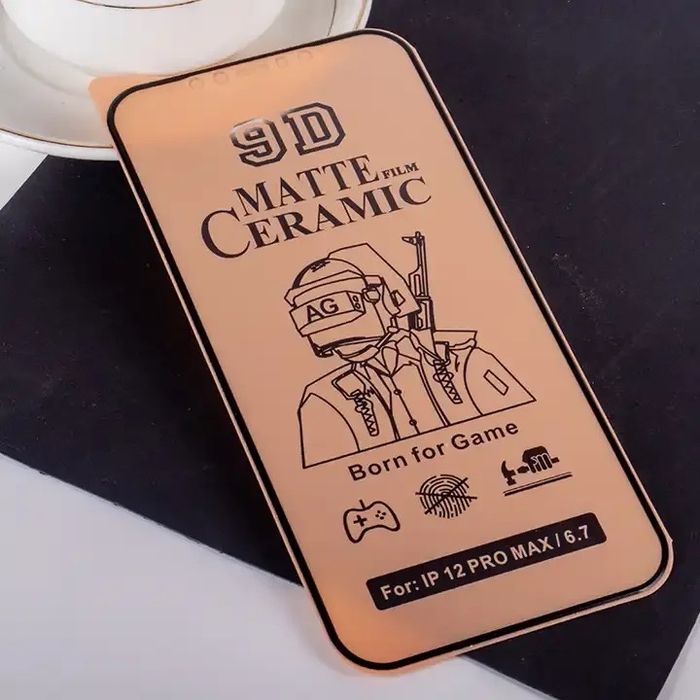 9D
MATTE FILM
CERAMIC
AG
Born for Game
For: IP 12 PRO MAX / 6.7